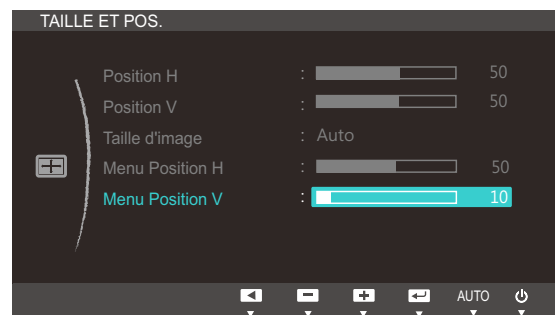 TAILLE ET POS.
Position H : 50
Position V : 50
Taille d'image : Auto
Menu Position H : 50
Menu Position V : 10
AUTO